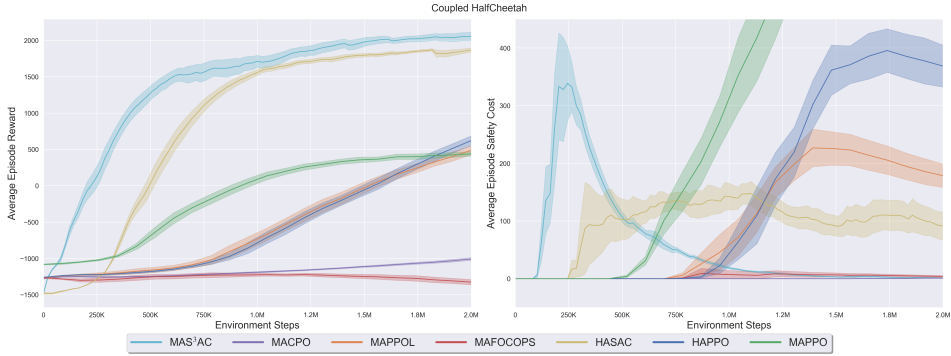 Coupled HalfCheetah
Average Episode Reward
2000
1500
1000
500
0
−500
−1000
−1500
0 250K 500K 750K 1.0M 1.2M 1.5M 1.8M 2.0M
Environment Steps
Average Episode Safety Cost
400
300
200
100
0
0 250K 500K 750K 1.0M 1.2M 1.5M 1.8M 2.0M
Environment Steps
MAS³AC MACPO MAPPOL MAFOCOPS HASAC HAPPO MAPPO